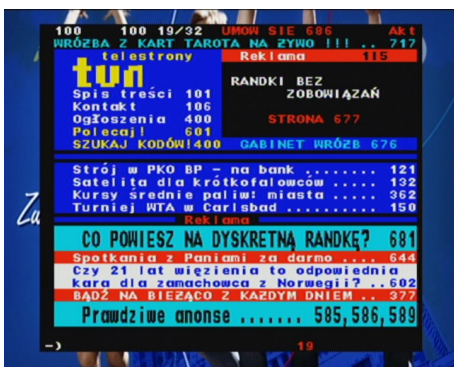 100 100 19/32 UMOW SIE 686 Akt
WRÓŻBA Z KART TAROTA NA ŻYWO !!! .. 717
telestrony
Reklama 115
tvn
RANDKI BEZ
Spis treści 101
ZOBOWIĄZAŃ
Kontakt 106
Ogłoszenia 400
STRONA 677
Polecaj! 601
SZUKAJ KODÓW!400 GABINET WRÓŻB 676
Strój w PKO BP – na bank ..... 121
Satelita dla krótkofalowców .... 132
Kursy średnie paliw: miasta ..... 362
Turniej WTA w Carlsbad ......... 150
Reklama
CO POWIESZ NA DYSKRETNĄ RANDKĘ? 681
Spotkania z Paniami za darmo .... 644
Czy 21 lat więzienia to odpowiednia
kara dla zamachowca z Norwegii? ..602
BĄDŹ NA BIEŻĄCO Z KAŻDYM DNIEM .. 377
Prawdziwe anonse ....... 585,586,589
–) 19
Zu